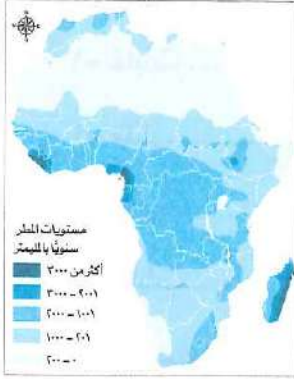 مستويات المطر
سنويًا بالمليمتر
أكثر من ٣٠٠٠
٢٠٠١ – ٣٠٠٠
١٠٠١ – ٢٠٠٠
٢٠١ – ١٠٠٠
٠ – ٢٠٠